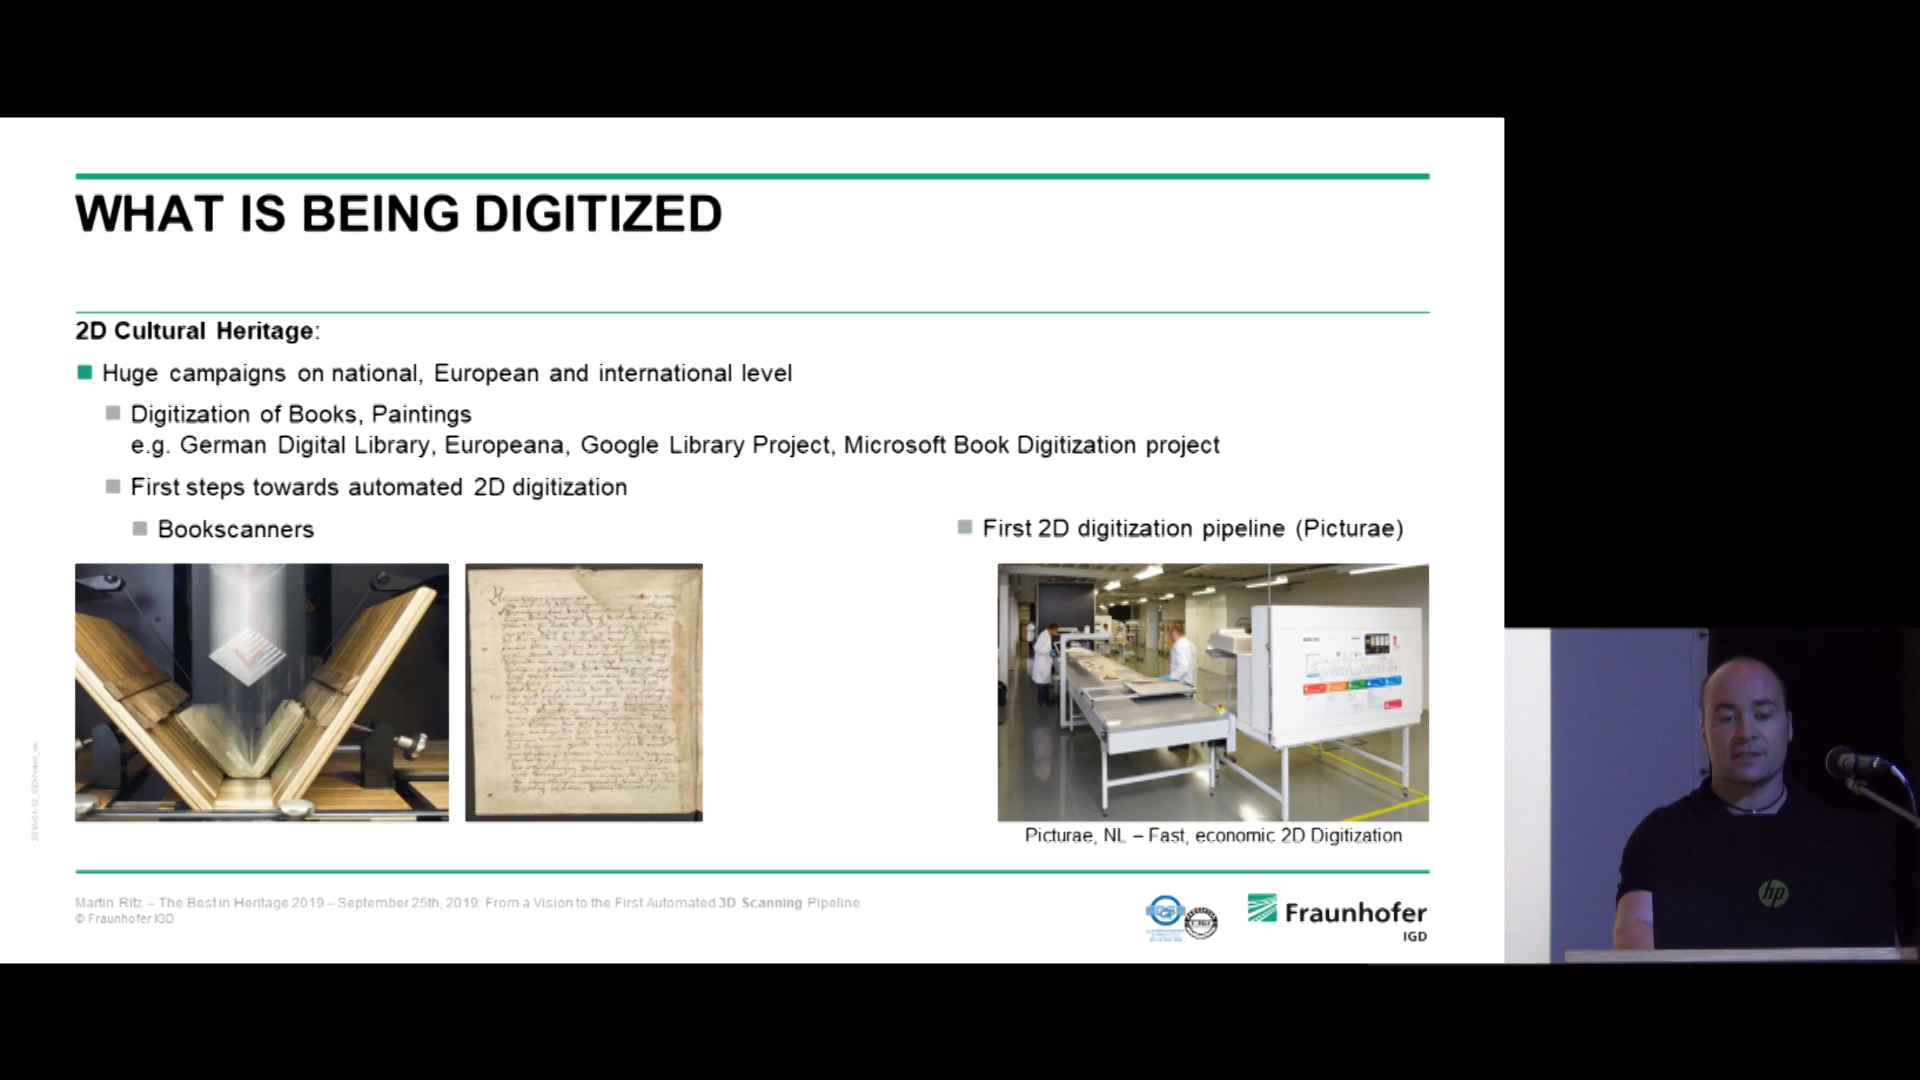 WHAT IS BEING DIGITIZED
2D Cultural Heritage:
Huge campaigns on national, European and international level
Digitization of Books, Paintings
e.g. German Digital Library, Europeana, Google Library Project, Microsoft Book Digitization project
First steps towards automated 2D digitization
Bookscanners
First 2D digitization pipeline (Picturae)
Picturae, NL – Fast, economic 2D Digitization
Martin Ritz – The Best in Heritage 2019 – September 25th, 2019: From a Vision to the First Automated 3D Scanning Pipeline
© Fraunhofer IGD
Fraunhofer
IGD
hp